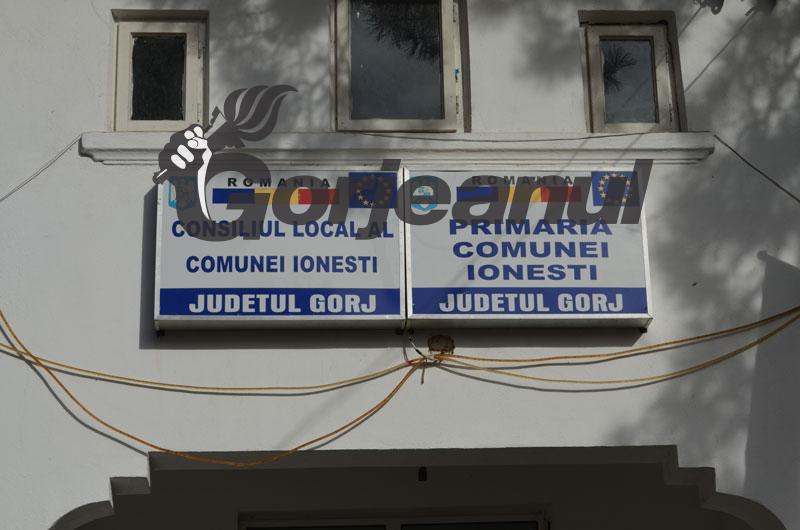 ROMANIA
CONSILIUL LOCAL AL
COMUNEI IONESTI
JUDETUL GORJ
ROMANIA
PRIMARIA
COMUNEI
IONESTI
JUDETUL GORJ
Gorjeanul